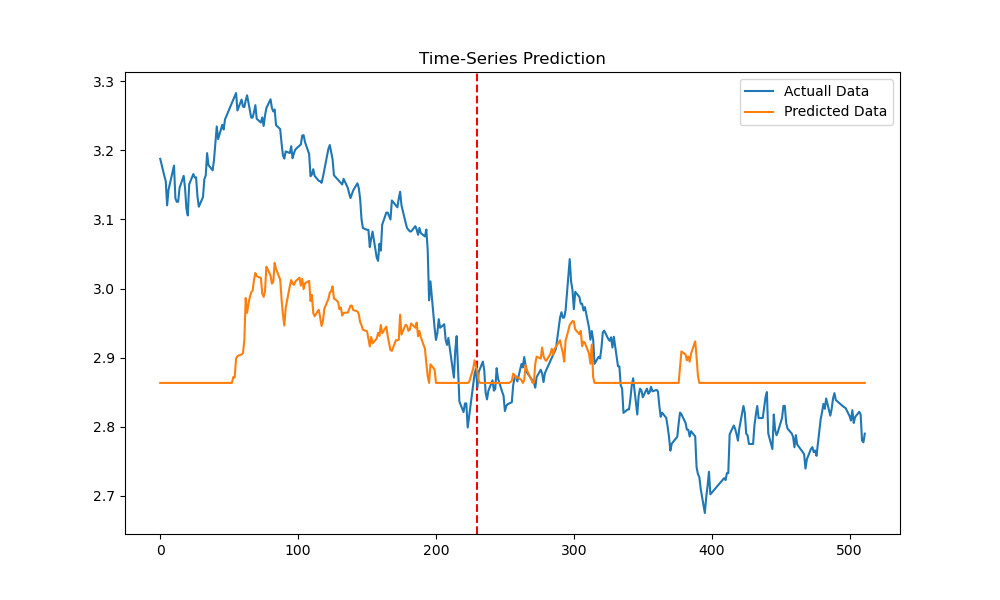 Time-Series Prediction
Actuall Data
Predicted Data
3.3
3.2
3.1
3.0
2.9
2.8
2.7
0 100 200 300 400 500